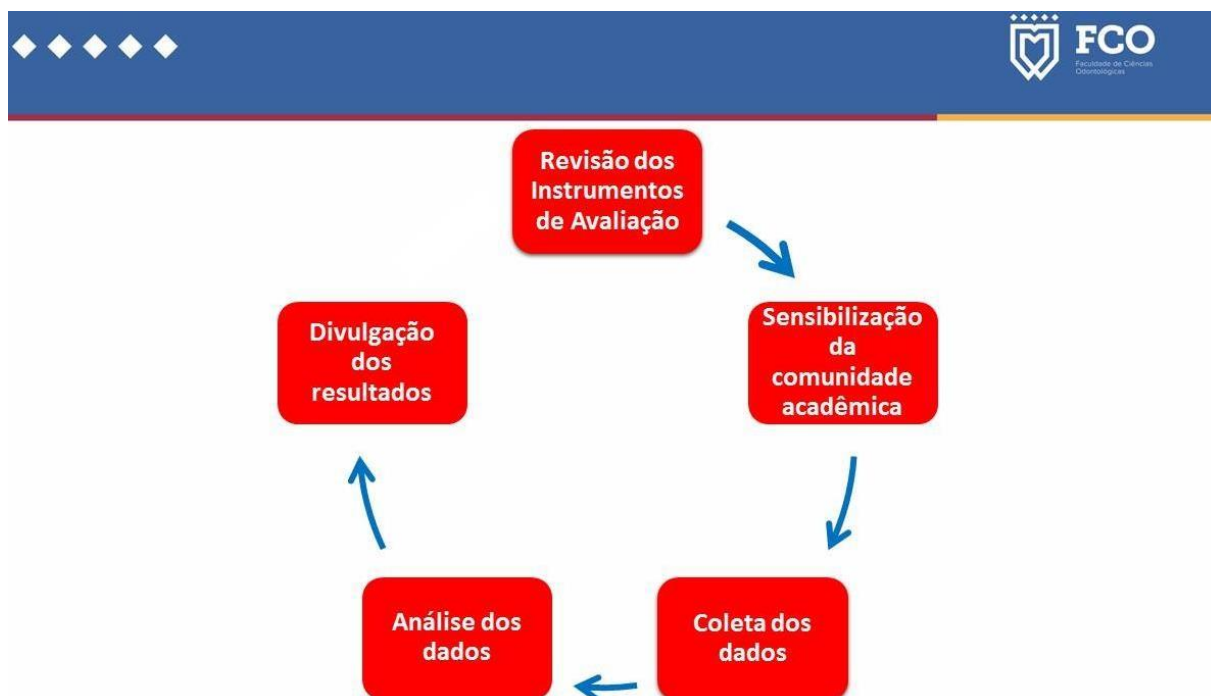 FCO
Faculdade de Ciências
Odontológicas
Revisão dos
Instrumentos
de Avaliação
Sensibilização
da
comunidade
acadêmica
Coleta dos
dados
Análise dos
dados
Divulgação
dos
resultados